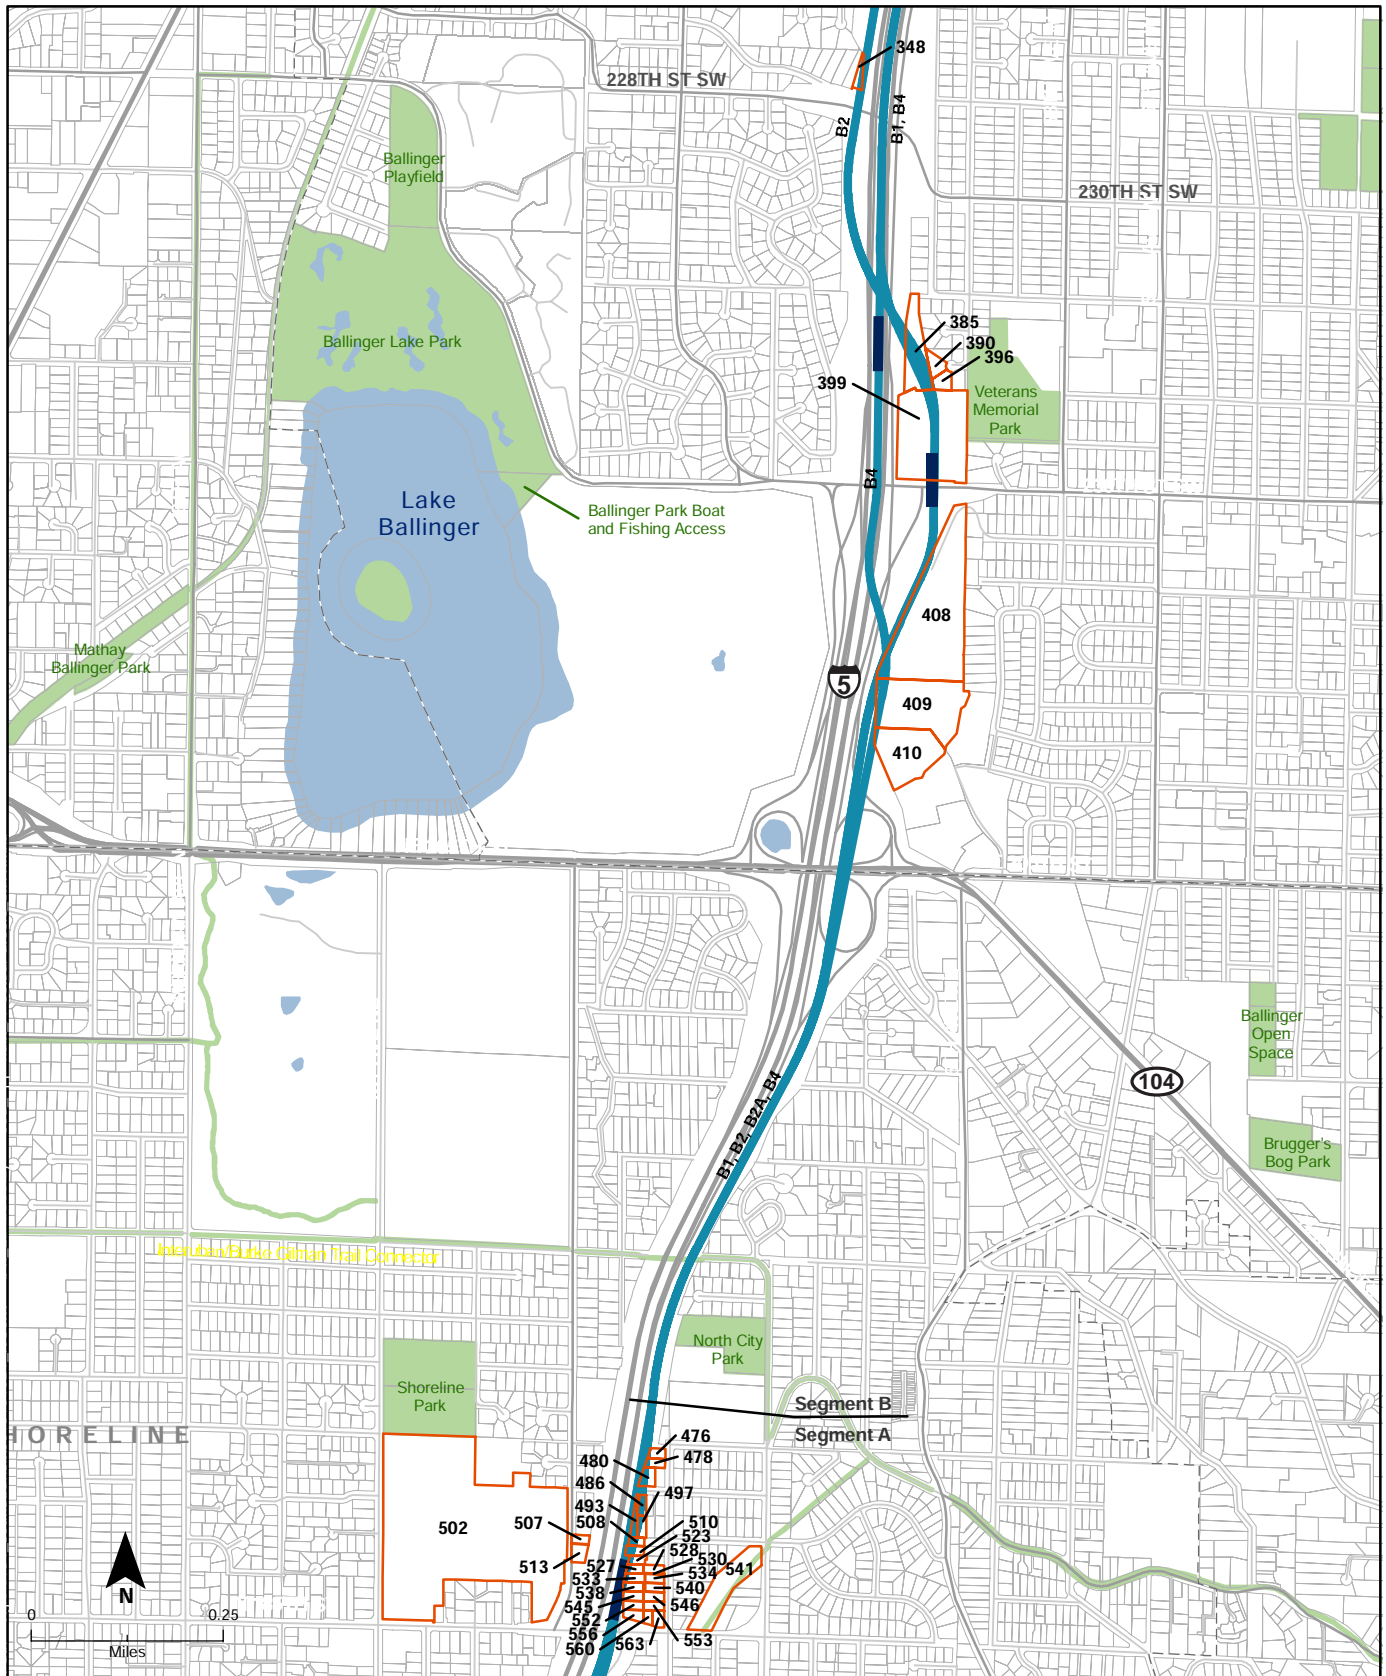 348
228TH ST SW
B2
B1, B4
Ballinger
Playfield
230TH ST SW
385
390
396
399
Ballinger Lake Park
Veterans
Memorial
Park
B4
Lake
Ballinger
Ballinger Park Boat
and Fishing Access
408
Mathay
Ballinger Park
5
409
410
Ballinger
Open
Space
104
B1, B2, B2A, B4
Brugger's
Bog Park
Interurban/Burke Gilman Trail Connector
North City
Park
Shoreline
Park
Segment B
Segment A
HORELINE
476
478
480
486
497
493
508
510
523
502
507
513
528
530
527
534
541
533
538
540
545
546
552
553
556
560
563
N
0
0.25
Miles